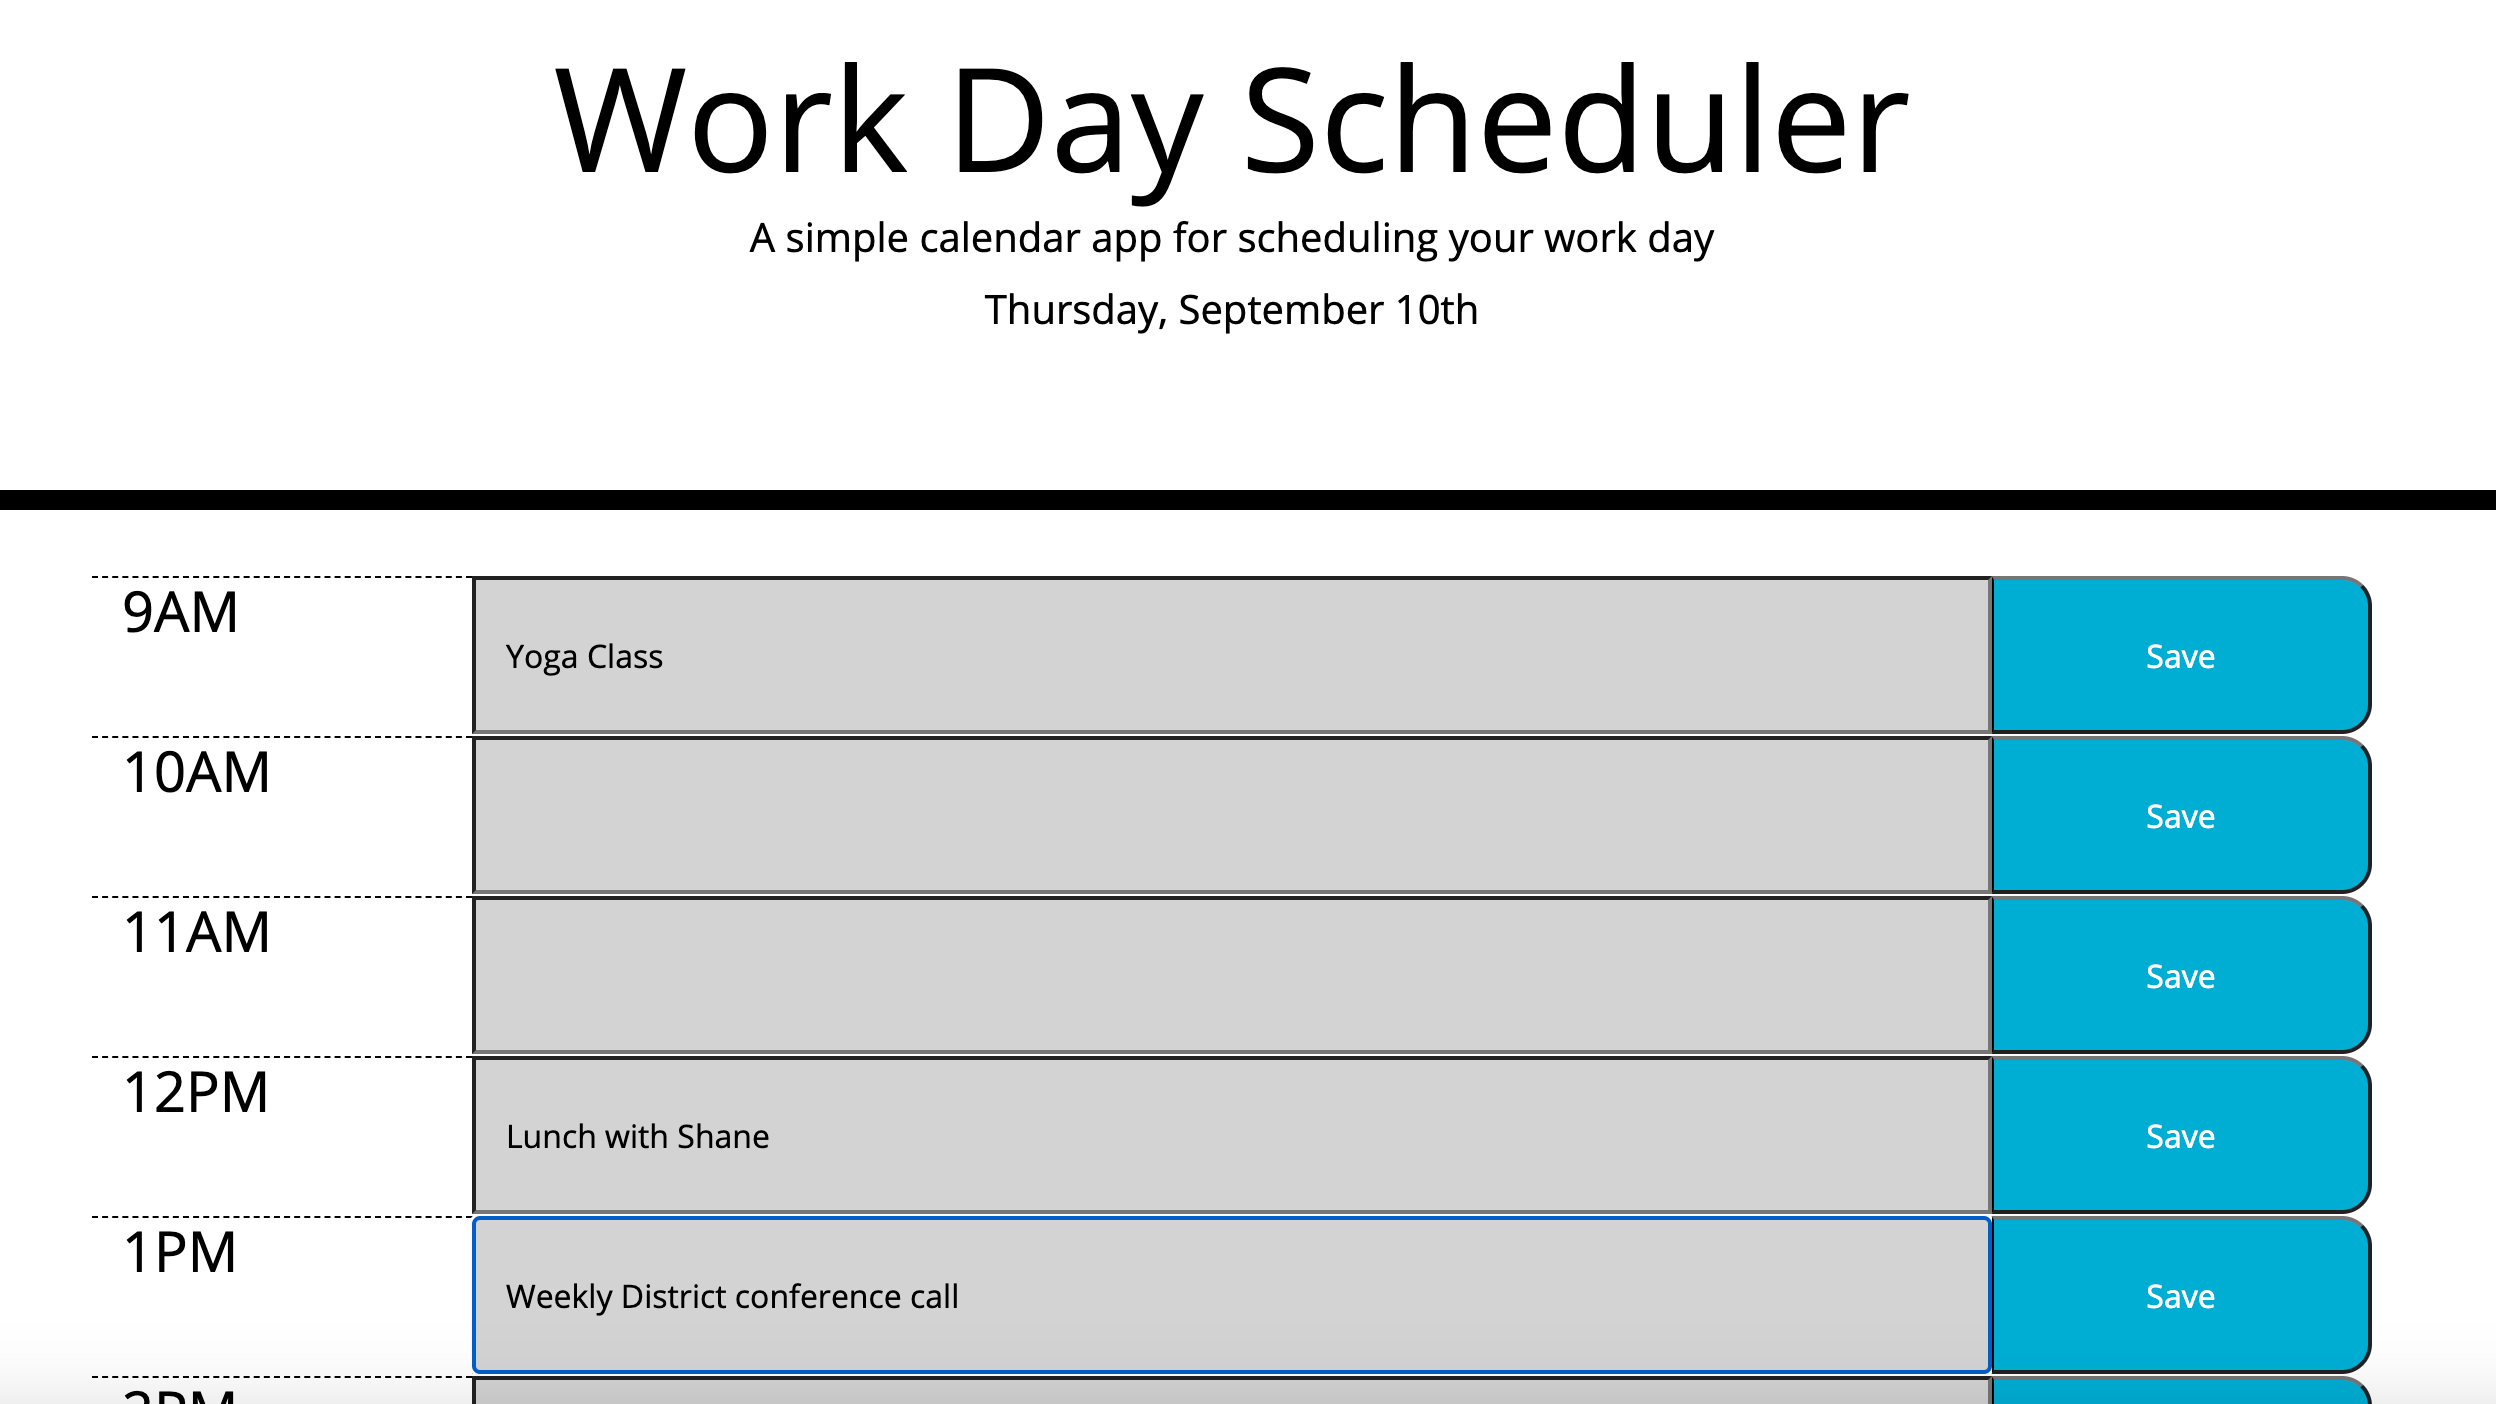 Work Day Scheduler
A simple calendar app for scheduling your work day
Thursday, September 10th
9AM
Yoga Class
Save
10AM
Save
11AM
Save
12PM
Lunch with Shane
Save
1PM
Weekly District conference call
Save
2PM